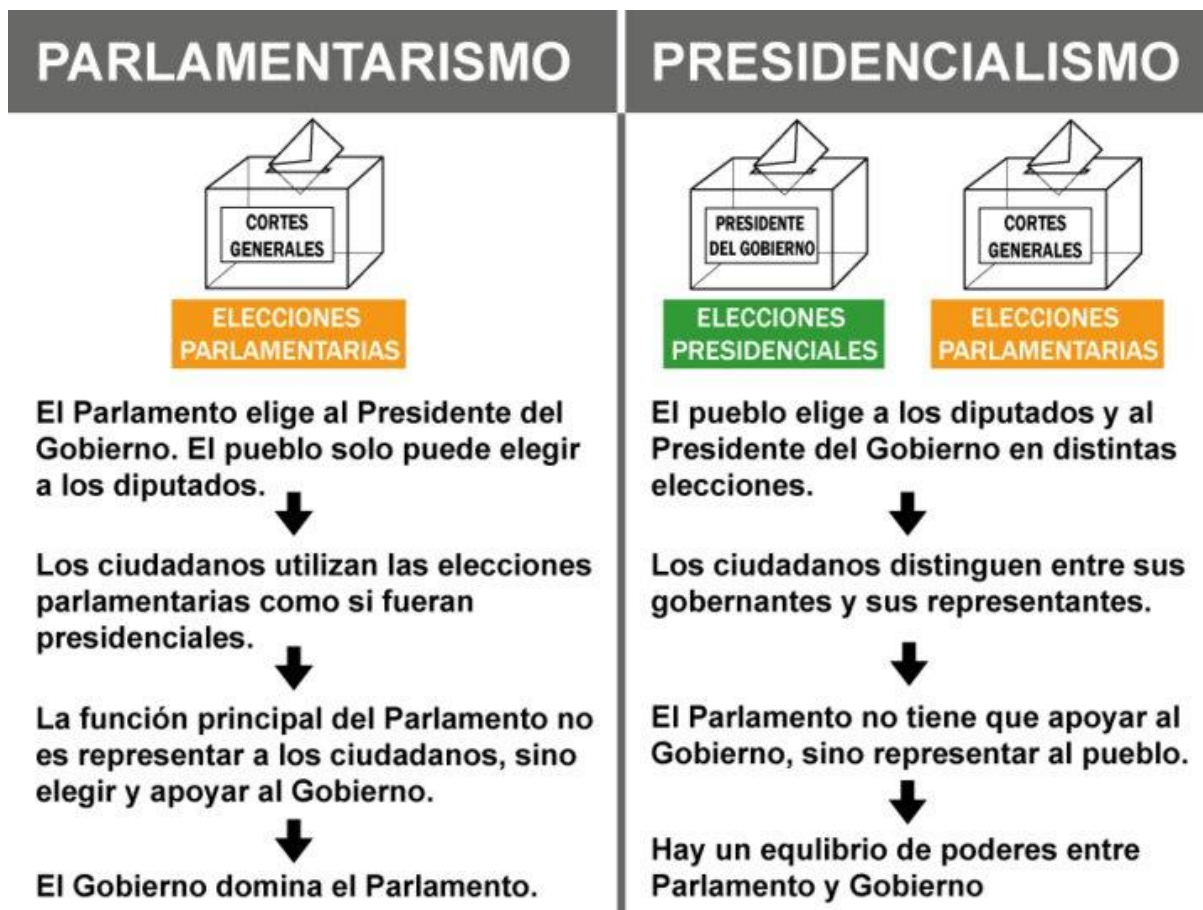 PARLAMENTARISMO
CORTES
GENERALES
ELECCIONES
PARLAMENTARIAS
El Parlamento elige al Presidente del
Gobierno. El pueblo solo puede elegir
a los diputados.
Los ciudadanos utilizan las elecciones
parlamentarias como si fueran
presidenciales.
La función principal del Parlamento no
es representar a los ciudadanos, sino
elegir y apoyar al Gobierno.
El Gobierno domina el Parlamento.
PRESIDENCIALISMO
PRESIDENTE
DEL GOBIERNO
ELECCIONES
PRESIDENCIALES
CORTES
GENERALES
ELECCIONES
PARLAMENTARIAS
El pueblo elige a los diputados y al
Presidente del Gobierno en distintas
elecciones.
Los ciudadanos distinguen entre sus
gobernantes y sus representantes.
El Parlamento no tiene que apoyar al
Gobierno, sino representar al pueblo.
Hay un equlibrio de poderes entre
Parlamento y Gobierno